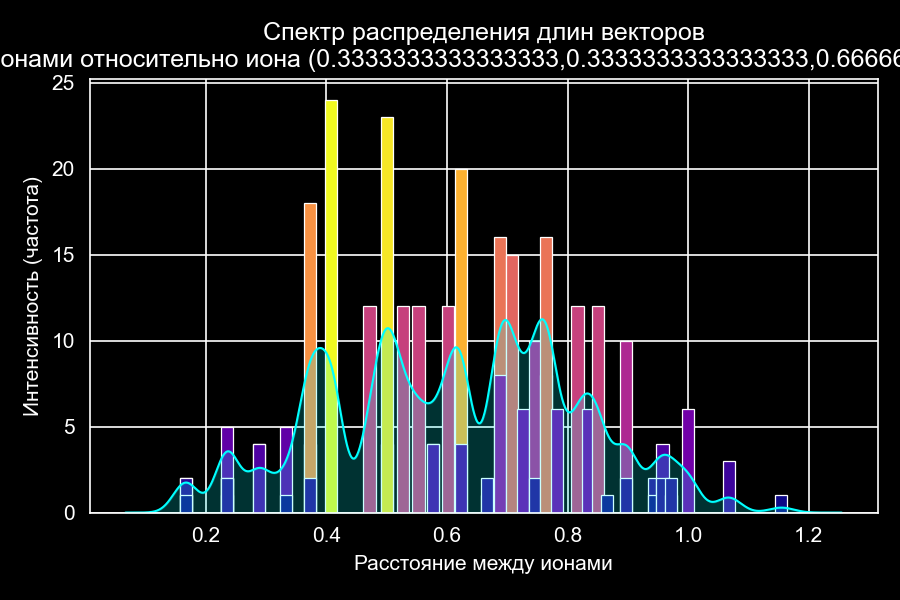 Спектр распределения длин векторов
онами относительно иона (0.3333333333333333,0.3333333333333333,0.66666
Интенсивность (частота)
25
20
15
10
5
0
0.2 0.4 0.6 0.8 1.0 1.2
Расстояние между ионами